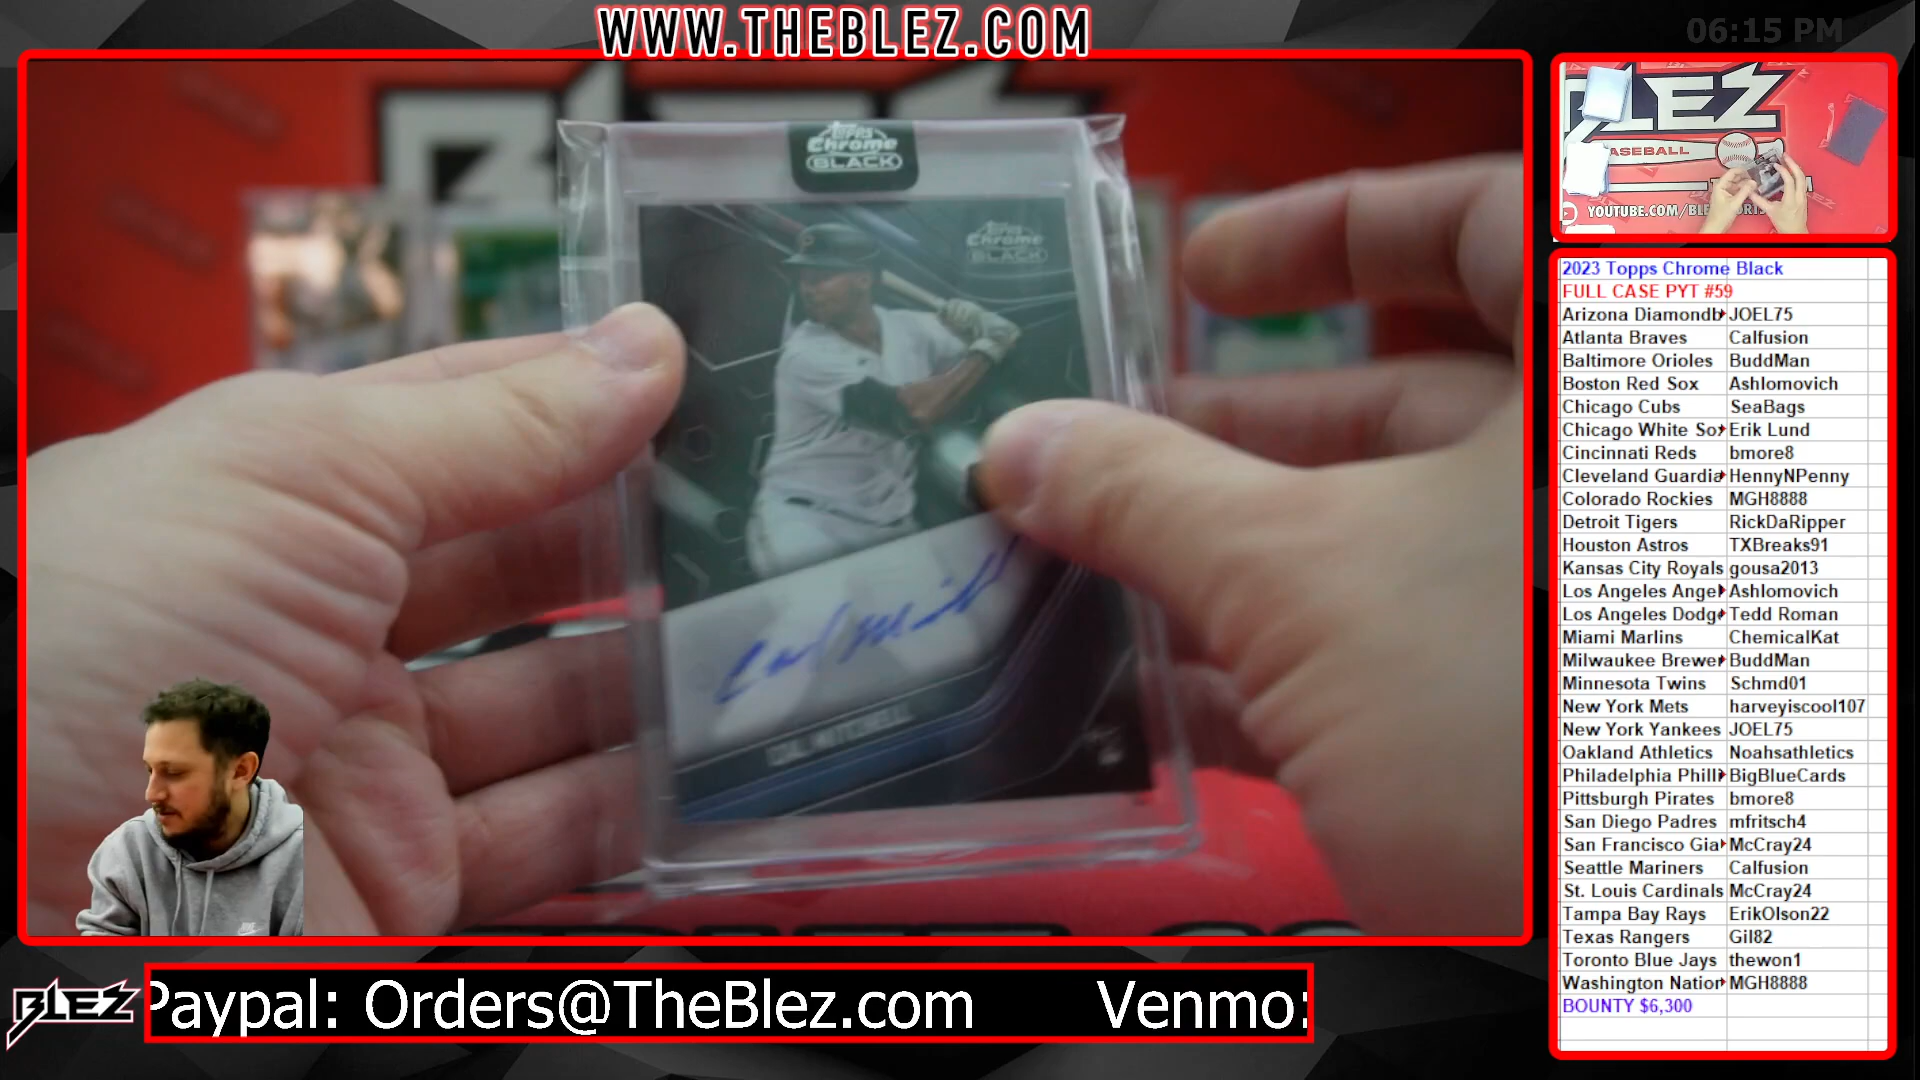 WWW.THEBLEZ.COM
06:15 PM
Topps
Chrome
BLACK
Topps
Chrome
BLACK
CAL MITCHELL
BLEZ
BASEBALL
YOUTUBE.COM/BLE
2023 Topps Chrome Black
FULL CASE PYT #59
Arizona Diamondb JOEL75
Atlanta Braves Calfusion
Baltimore Orioles BuddMan
Boston Red Sox Ashlomovich
Chicago Cubs SeaBags
Chicago White Sox Erik Lund
Cincinnati Reds bmore8
Cleveland Guardia HennyNPenny
Colorado Rockies MGH8888
Detroit Tigers RickDaRipper
Houston Astros TXBreaks91
Kansas City Royals gousa2013
Los Angeles Angel Ashlomovich
Los Angeles Dodg Tedd Roman
Miami Marlins ChemicalKat
Milwaukee Brewer BuddMan
Minnesota Twins Schmd01
New York Mets harveyiscool107
New York Yankees JOEL75
Oakland Athletics Noahsathletics
Philadelphia Philli BigBlueCards
Pittsburgh Pirates bmore8
San Diego Padres mfritsch4
San Francisco Gia McCray24
Seattle Mariners Calfusion
St. Louis Cardinals McCray24
Tampa Bay Rays ErikOlson22
Texas Rangers Gil82
Toronto Blue Jays thewon1
Washington Nation MGH8888
BOUNTY $6,300
BLEZ
Paypal: Orders@TheBlez.com Venmo: